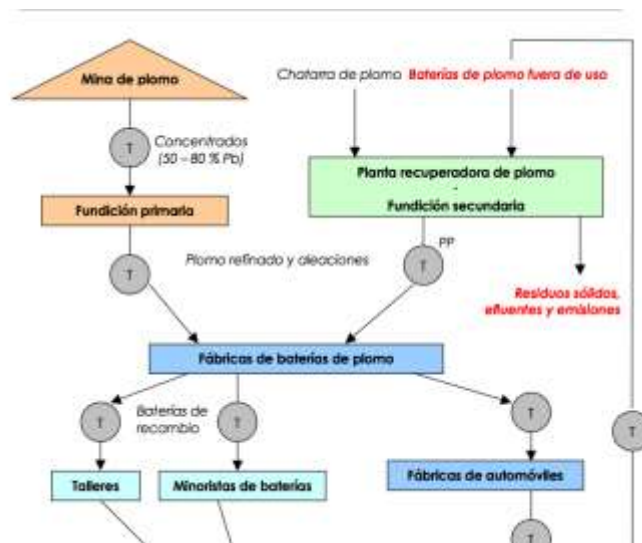 Mina de plomo
Chatarra de plomo
Baterías de plomo fuera de uso
T
Concentrados
(50 – 80 % Pb)
Planta recuperadora de plomo
-
Fundición secundaria
Fundición primaria
T
Plomo refinado y aleaciones
T
PP
Residuos sólidos,
efluentes y emisiones
Fábricas de baterías de plomo
T
Baterías de
recambio
T
T
T
Talleres
Minoristas de baterías
Fábricas de automóviles
T